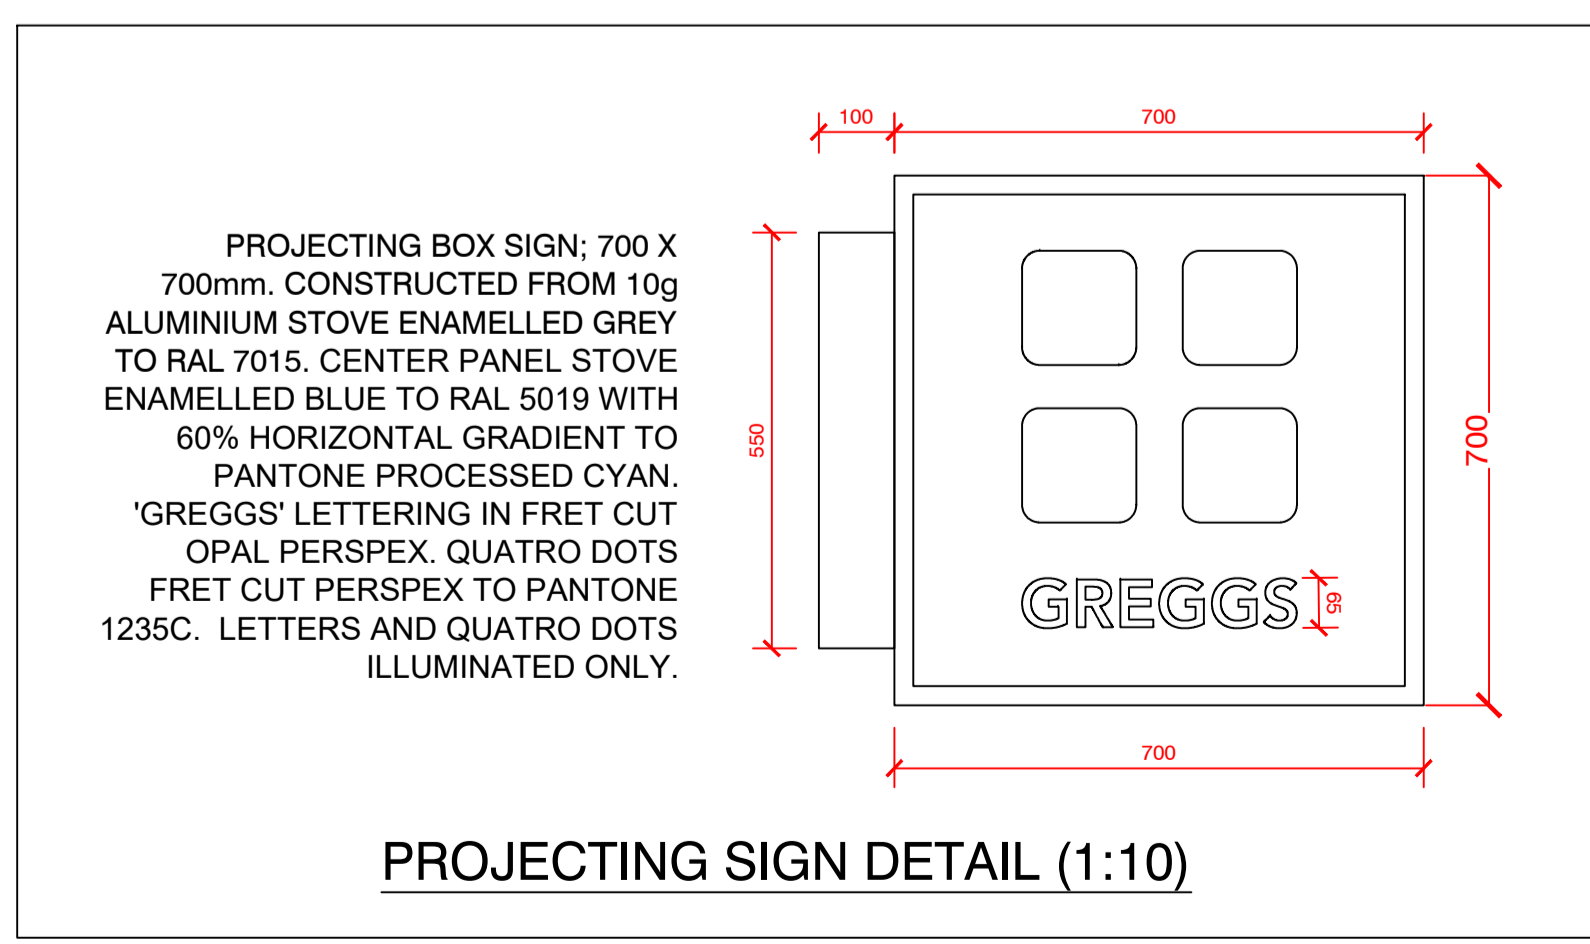 100
700
PROJECTING BOX SIGN; 700 X
700mm. CONSTRUCTED FROM 10g
ALUMINIUM STOVE ENAMELLED GREY
TO RAL 7015. CENTER PANEL STOVE
ENAMELLED BLUE TO RAL 5019 WITH
60% HORIZONTAL GRADIENT TO
PANTONE PROCESSED CYAN.
'GREGGS' LETTERING IN FRET CUT
OPAL PERSPEX. QUATRO DOTS
FRET CUT PERSPEX TO PANTONE
1235C.  LETTERS AND QUATRO DOTS
ILLUMINATED ONLY.
550
700
GREGGS
65
700
PROJECTING SIGN DETAIL (1:10)